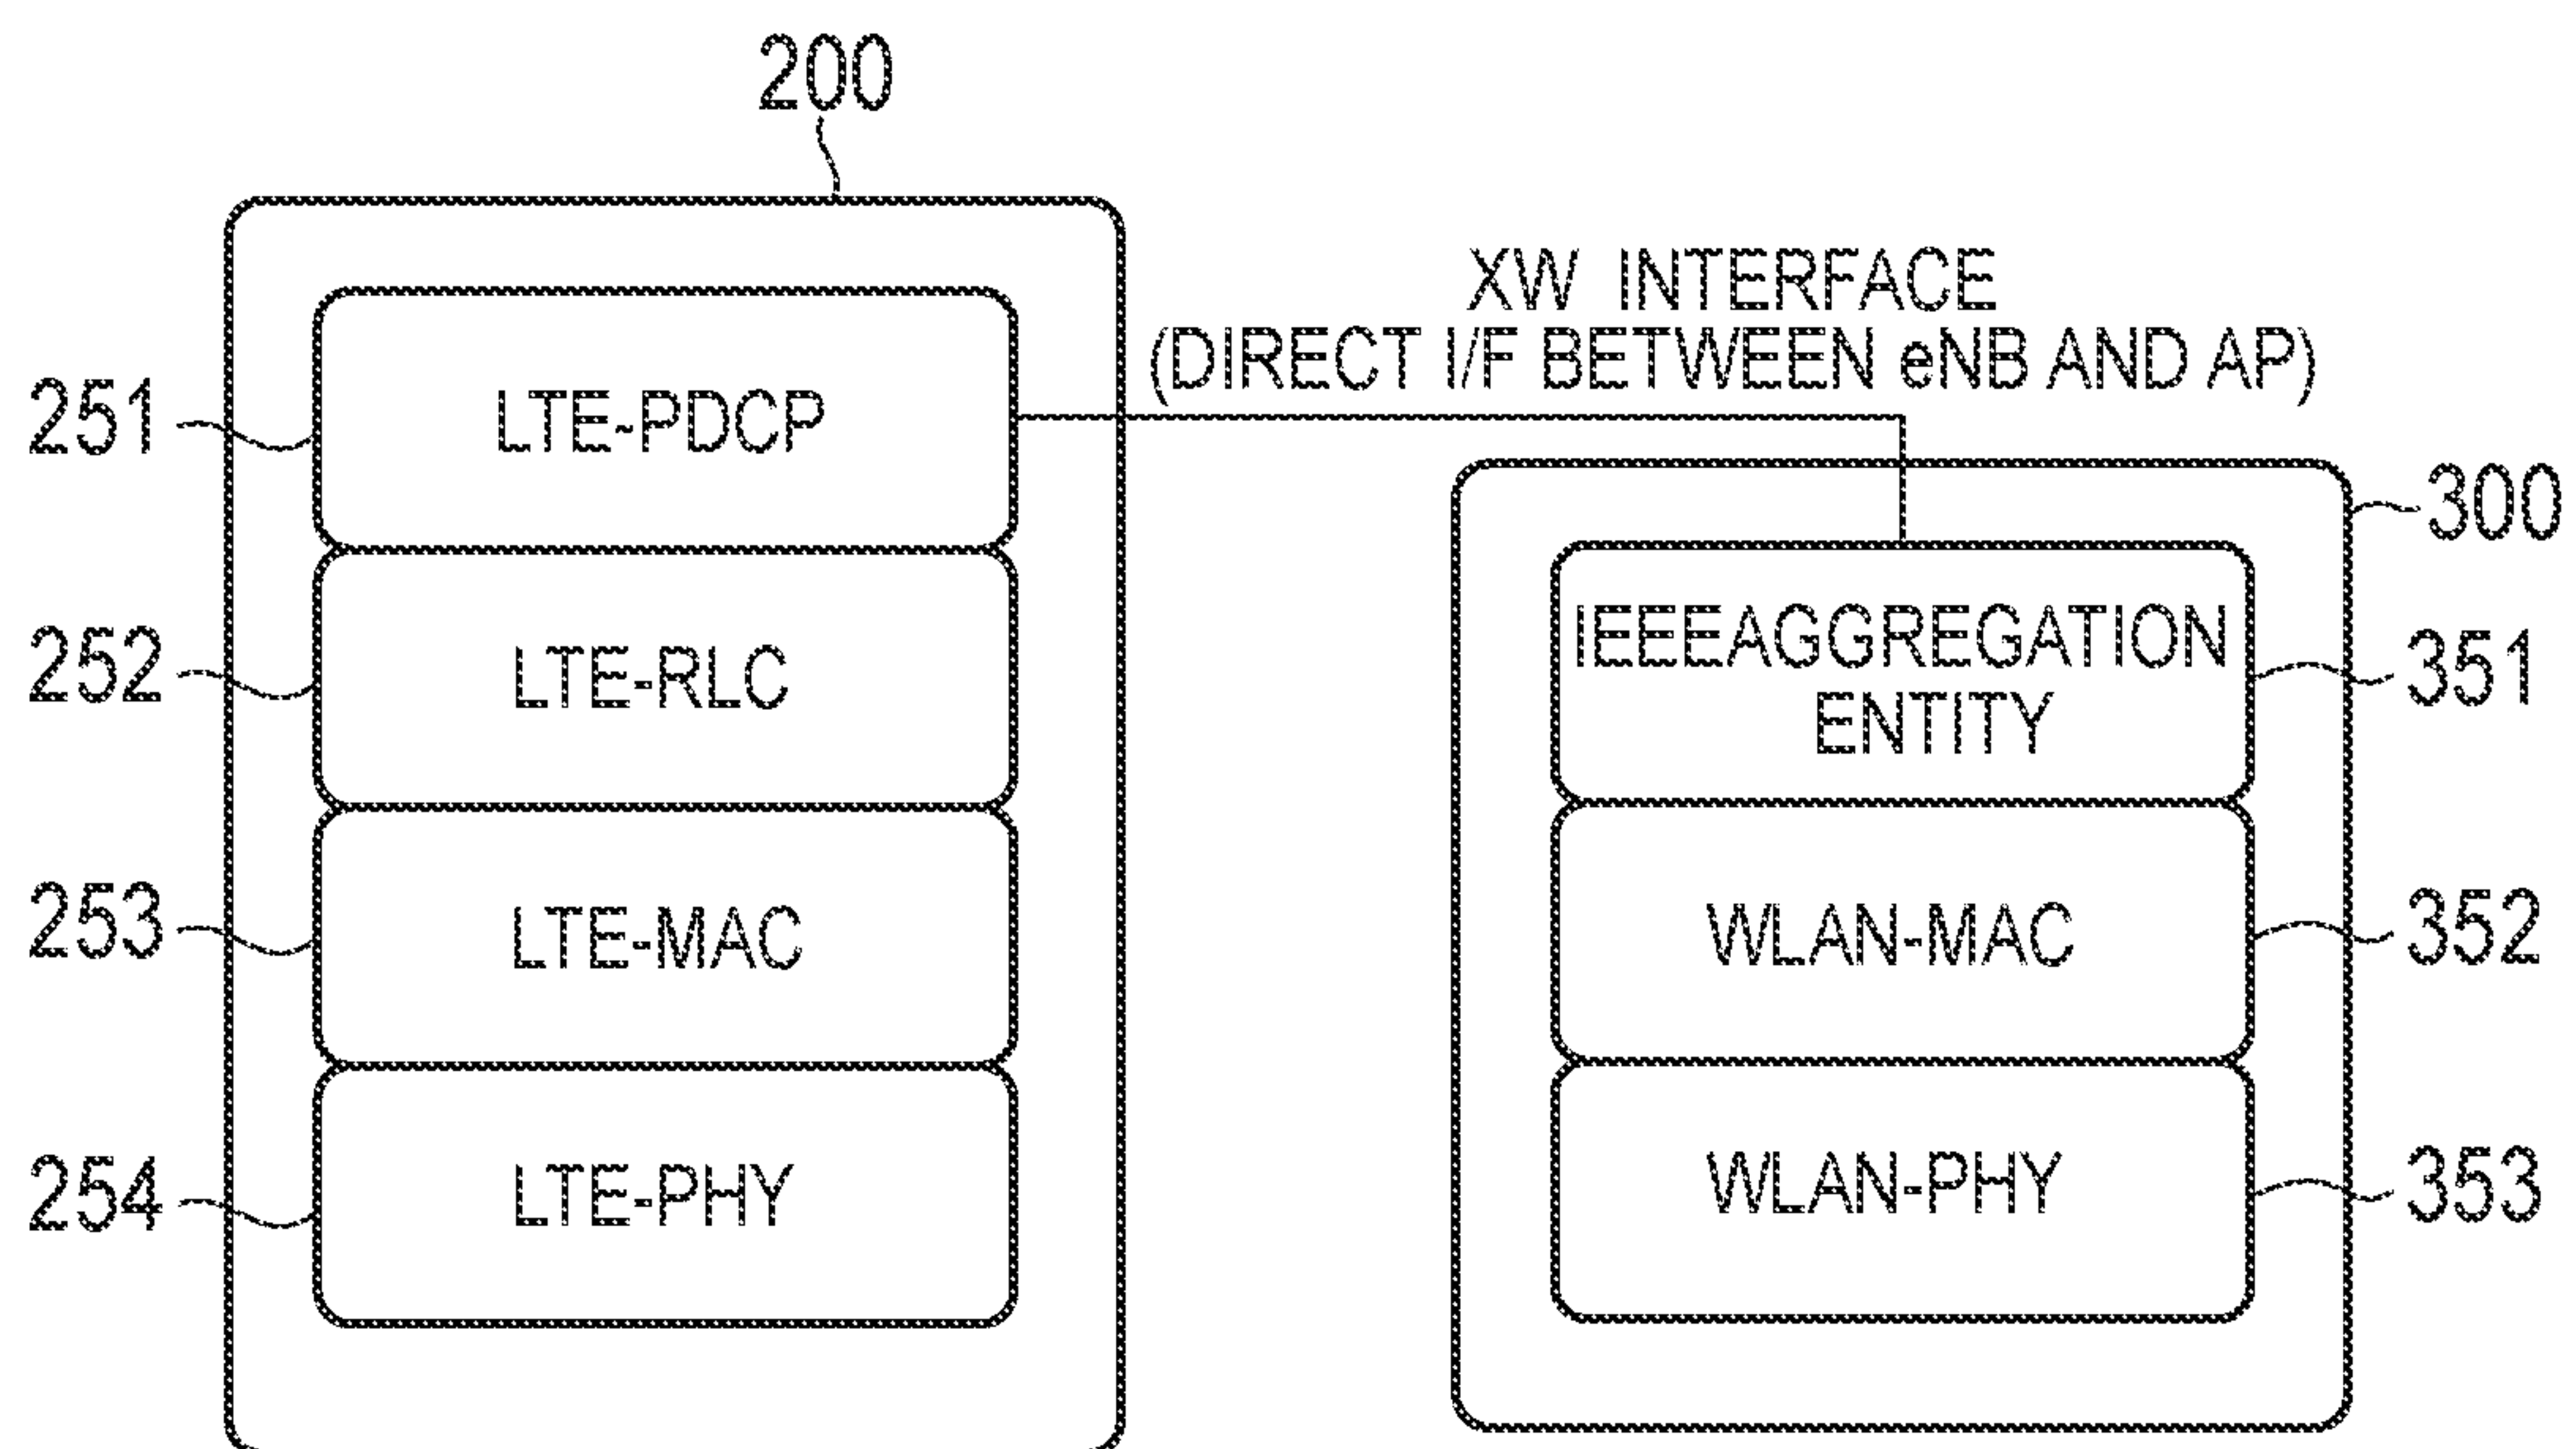 200
XW INTERFACE
(DIRECT I/F BETWEEN eNB AND AP)
251
LTE-PDCP
300
252
LTE-RLC
IEEEAGGREGATION
ENTITY
351
253
LTE-MAC
WLAN-MAC
352
254
LTE-PHY
WLAN-PHY
353